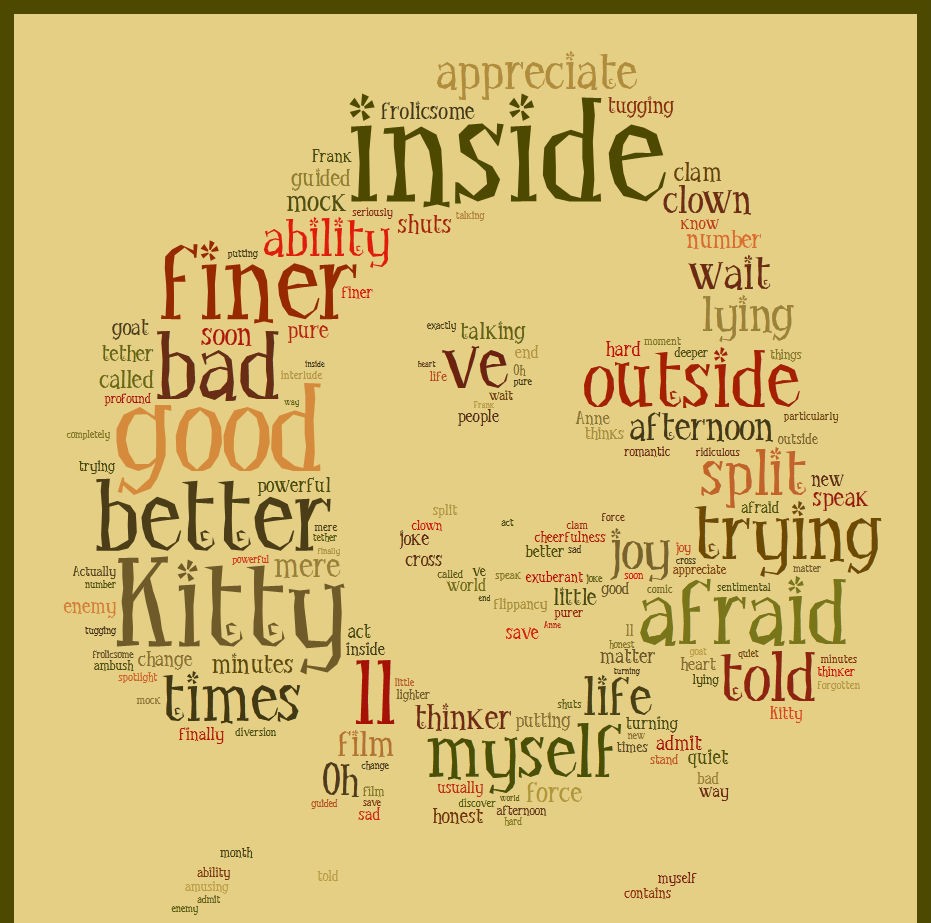 appreciate
frolicsome
tugging
inside
Frank
guided
mock
clam
clown
seriously
talking
shuts
know
number
ability
putting
finer
finer
wait
lying
goat
soon
pure
exactly
talking
tether
bad
inside
interlude
heart
ve
end
Oh
life
pure
hard
moment
deeper
things
called
profound
way
wait
outside
good
Frank
people
Anne
thinks
afternoon
particularly
outside
completely
romantic
ridiculous
trying
powerful
split
new
speak
better
mere
tether
split
clown
joke
act
clam
force
cheerfulness
afraid
trying
finally
cross
better
sad
joy
joy
cross
appreciate
matter
Kitty
powerful
mere
Actually
number
called
ve
world
speak
exuberant
joke
soon
good
comic
sentimental
enemy
end
flippancy
little
purer
afraid
tugging
save
Anne
ll
honest
act
inside
frolicsome
ambush
change
minutes
matter
turning
goat
heart
quiet
told
minutes
thinker
spotlight
lying
Forgotten
mock
times
ll
little
lighter
shuts
life
Kitty
finally
diversion
thinker
putting
turning
film
myself
new
times
admit
stand
quiet
Oh
change
film
usually
force
bad
way
guided
save
sad
discover
world
honest
afternoon
hard
month
ability
told
amusing
admit
enemy
myself
contains